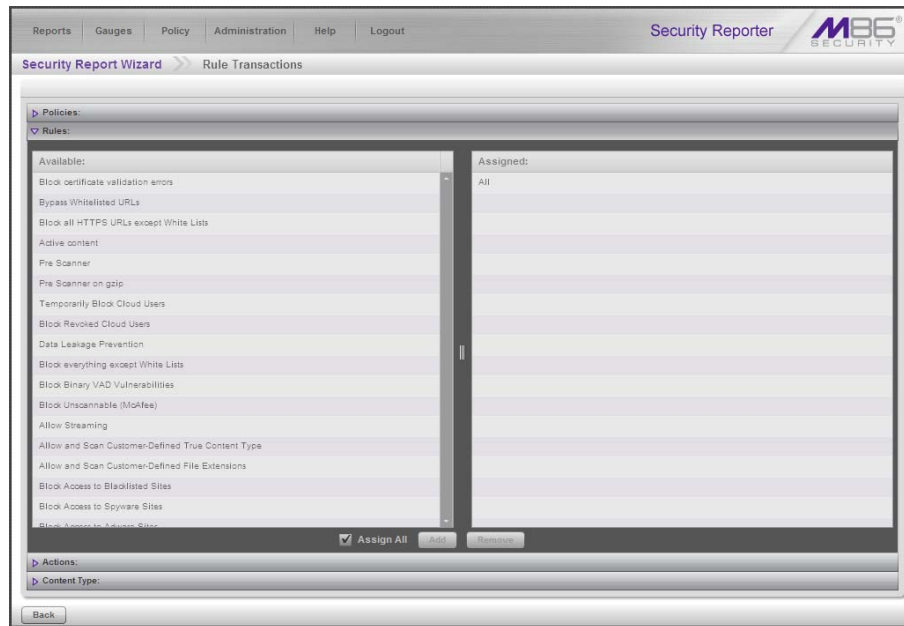 Reports Gauges Policy Administration Help Logout Security Reporter M86® SECURITY
Security Report Wizard Rule Transactions
Policies:
Rules:
Available: Assigned:
Block certificate validation errors All
Bypass Whitelisted URLs
Block all HTTPS URLs except White Lists
Active content
Pre Scanner
Pre Scanner on gzip
Temporarily Block Cloud Users
Block Revoked Cloud Users
Data Leakage Prevention
Block everything except White Lists
Block Binary VAD Vulnerabilities
Block Unscannable (McAfee)
Allow Streaming
Allow and Scan Customer-Defined True Content Type
Allow and Scan Customer-Defined File Extensions
Block Access to Blacklisted Sites
Block Access to Spyware Sites
Block Access to Adware Sites
Assign All Add Remove
Actions:
Content Type:
Back